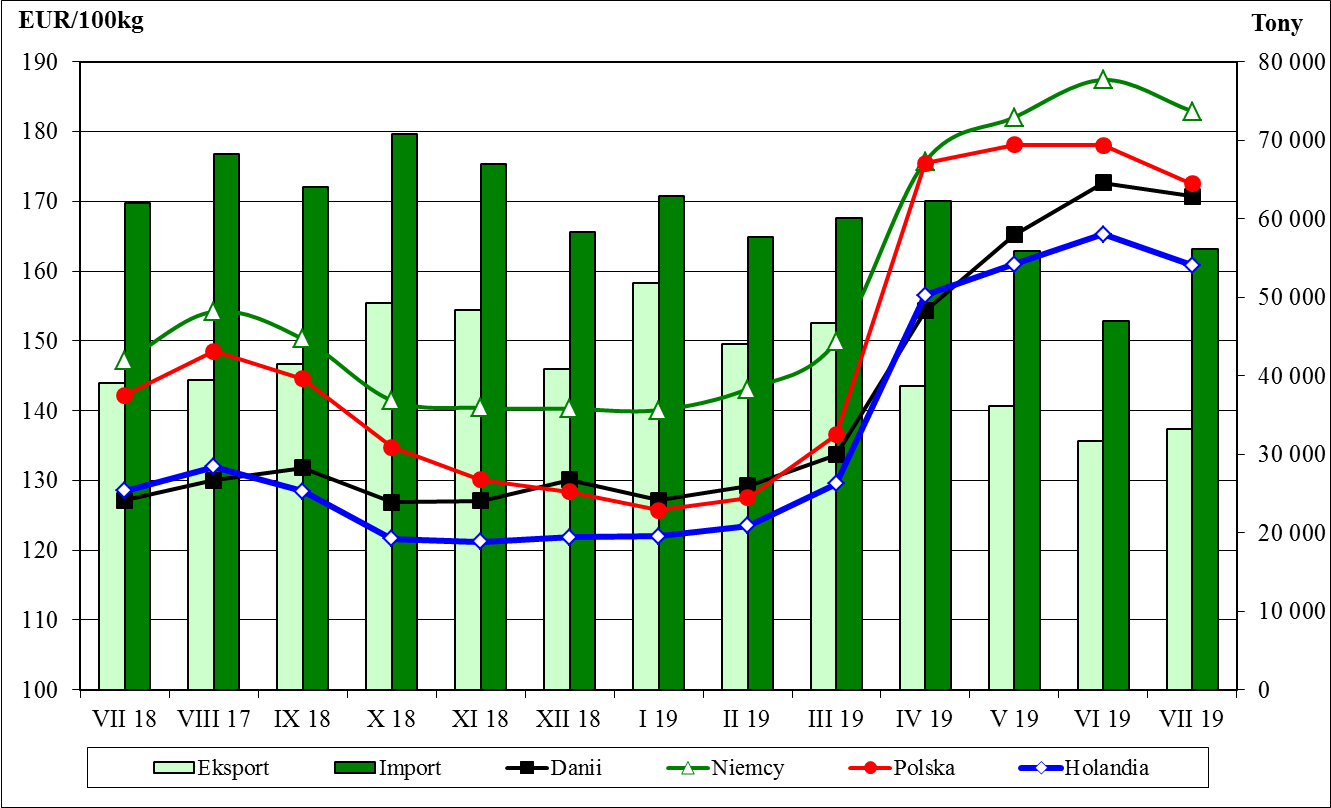 EUR/100kg Tony
190 80 000
180 70 000
170 60 000
160 50 000
150 40 000
140 30 000
130 20 000
120 10 000
110 0
100
VII 18 VIII 17 IX 18 X 18 XI 18 XII 18 I 19 II 19 III 19 IV 19 V 19 VI 19 VII 19
Eksport Import Danii Niemcy Polska Holandia